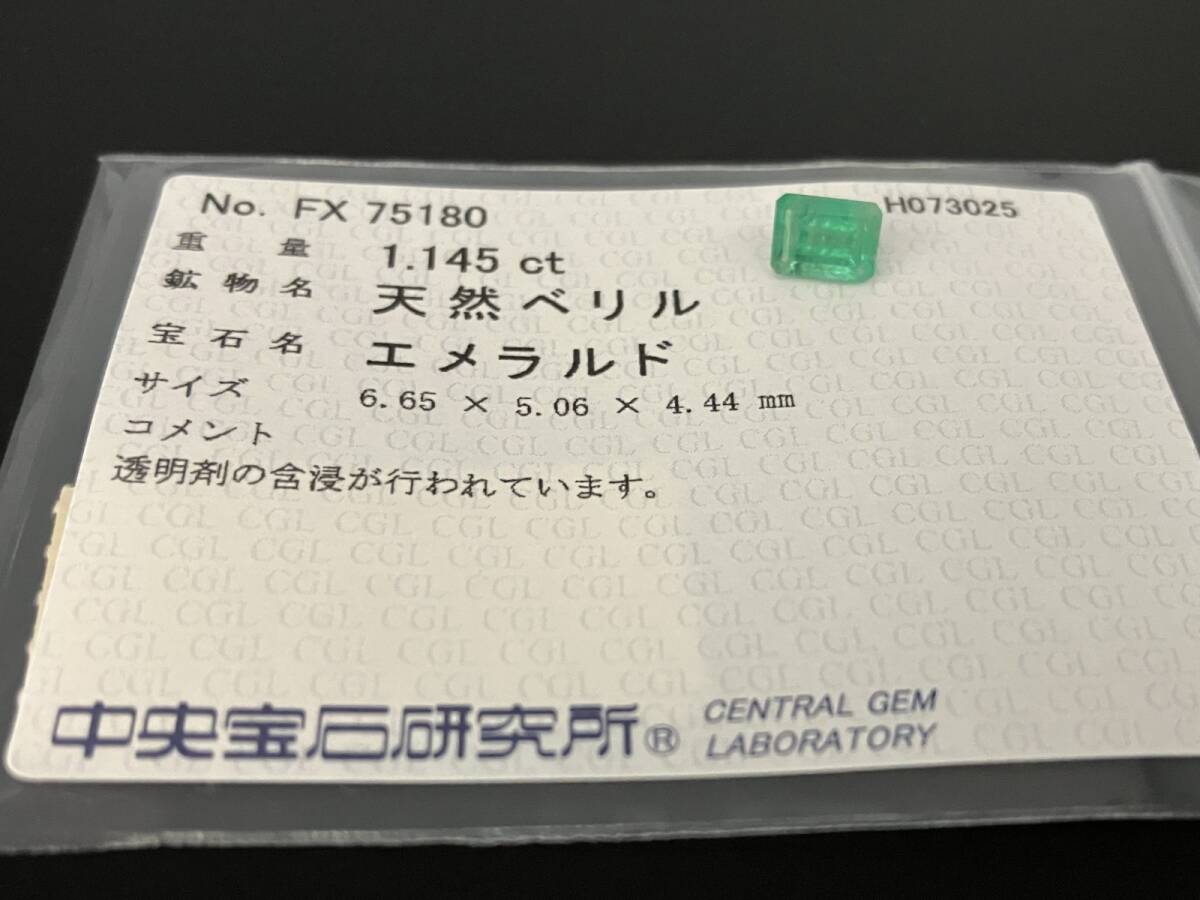 No. FX 75180 H073025
重量 1.145 ct
鉱物名 天然ベリル
宝石名 エメラルド
サイズ 6.65 × 5.06 × 4.44 mm
コメント
透明剤の含浸が行われています。
中央宝石研究所® CENTRAL GEM
LABORATORY